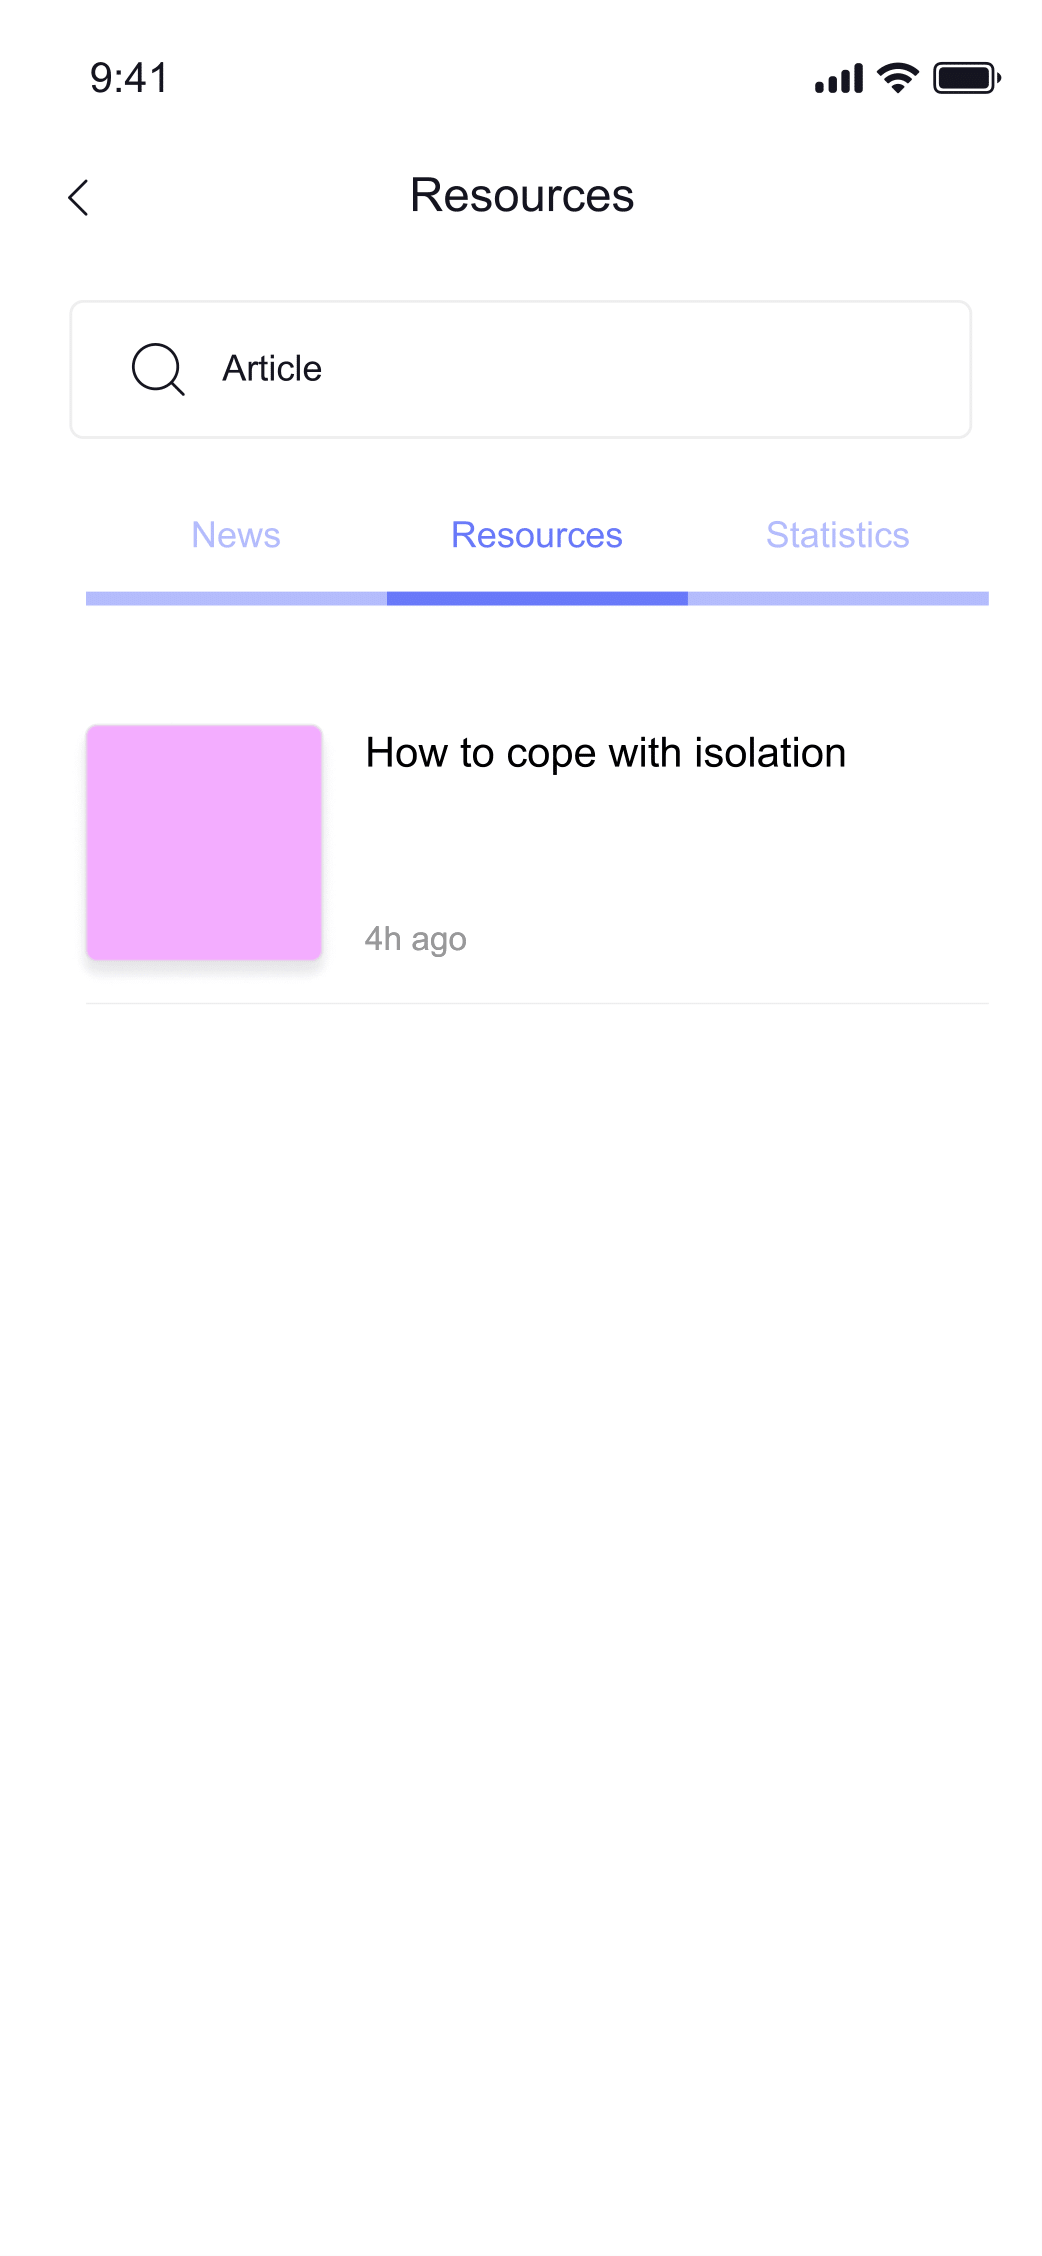 9:41
Resources
Article
News Resources Statistics
How to cope with isolation
4h ago